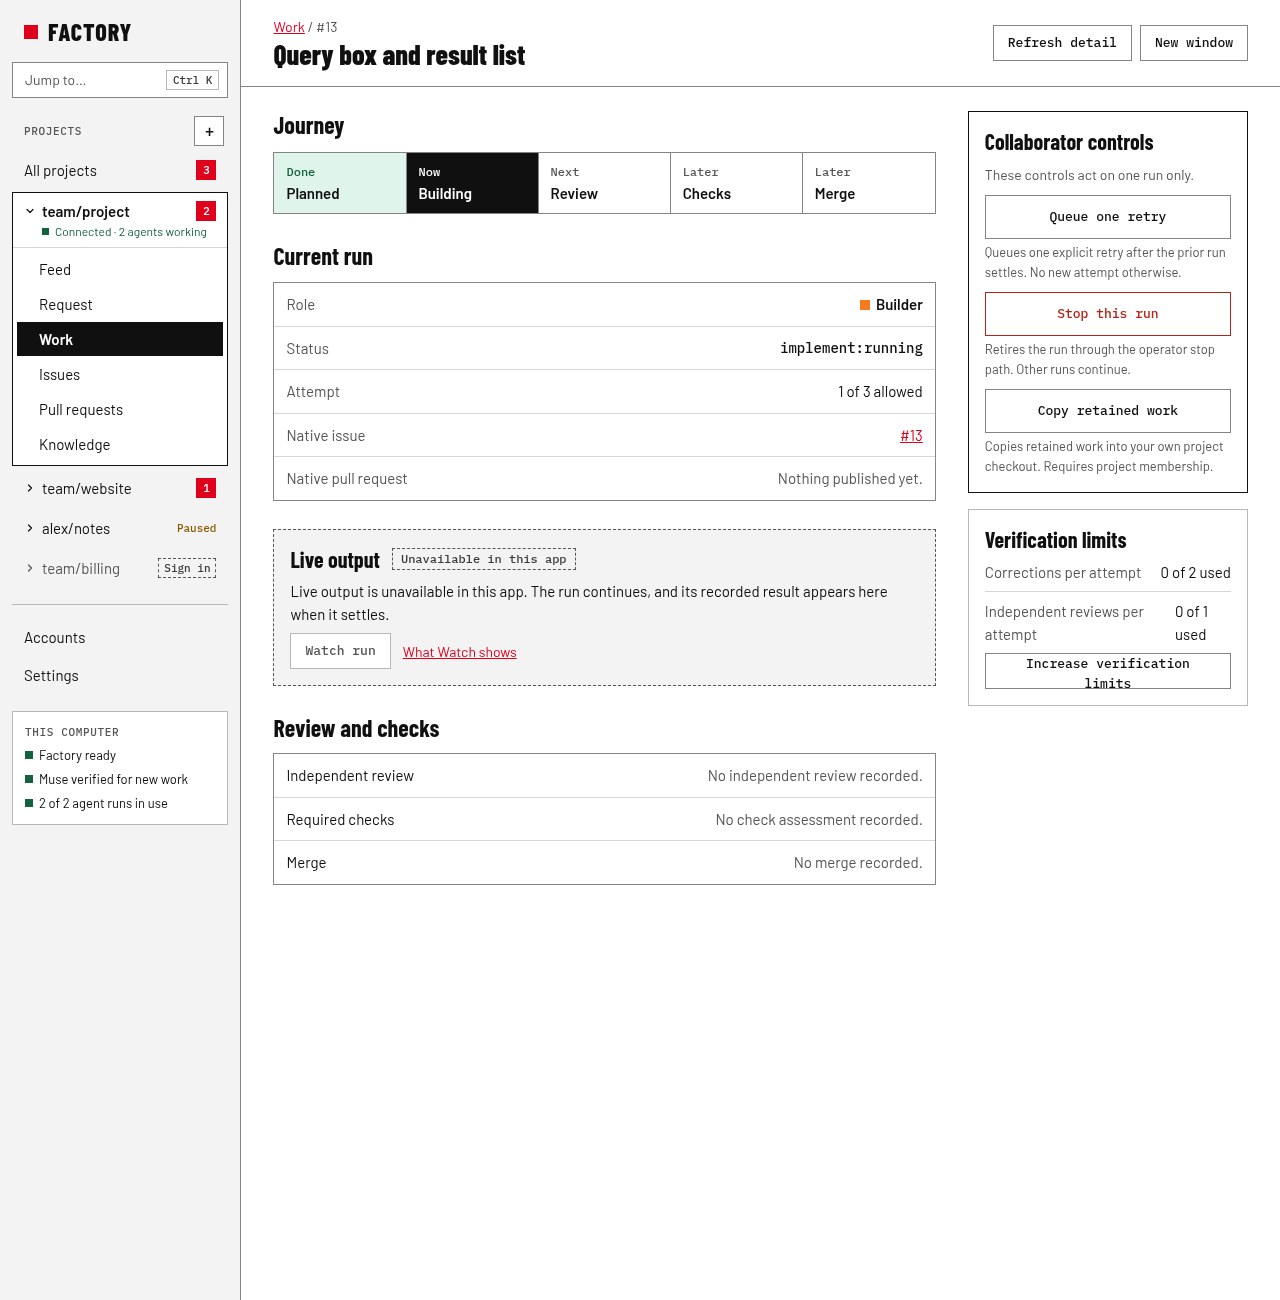 FACTORY
Jump to...
Ctrl K
PROJECTS
+
All projects
3
team/project
2
Connected · 2 agents working
Feed
Request
Work
Issues
Pull requests
Knowledge
team/website
1
alex/notes
Paused
team/billing
Sign in
Accounts
Settings
THIS COMPUTER
Factory ready
Muse verified for new work
2 of 2 agent runs in use
Work / #13
Query box and result list
Refresh detail
New window
Journey
Done
Planned
Now
Building
Next
Review
Later
Checks
Later
Merge
Current run
Role
Builder
Status
implement:running
Attempt
1 of 3 allowed
Native issue
#13
Native pull request
Nothing published yet.
Live output
Unavailable in this app
Live output is unavailable in this app. The run continues, and its recorded result appears here
when it settles.
Watch run
What Watch shows
Review and checks
Independent review
No independent review recorded.
Required checks
No check assessment recorded.
Merge
No merge recorded.
Collaborator controls
These controls act on one run only.
Queue one retry
Queues one explicit retry after the prior run
settles. No new attempt otherwise.
Stop this run
Retires the run through the operator stop
path. Other runs continue.
Copy retained work
Copies retained work into your own project
checkout. Requires project membership.
Verification limits
Corrections per attempt
0 of 2 used
Independent reviews per
attempt
0 of 1
used
Increase verification
limits